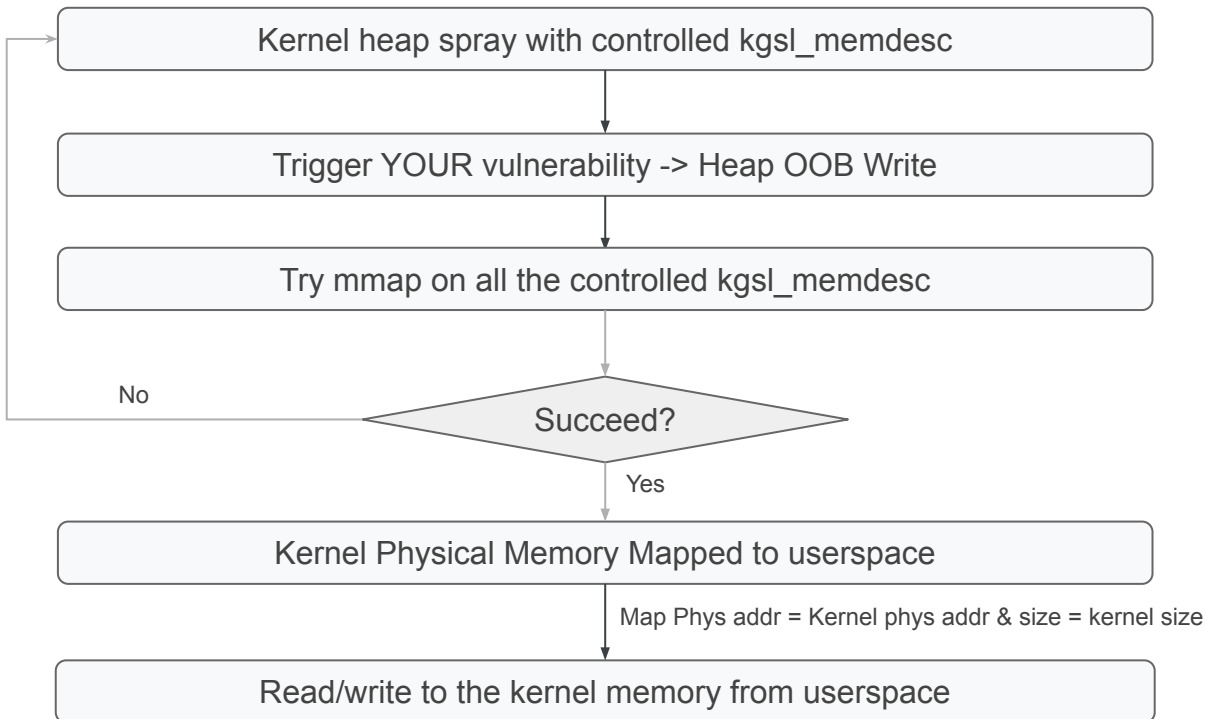 Kernel heap spray with controlled kgsl_memdesc
Trigger YOUR vulnerability -> Heap OOB Write
Try mmap on all the controlled kgsl_memdesc
No
Succeed?
Yes
Kernel Physical Memory Mapped to userspace
Map Phys addr = Kernel phys addr & size = kernel size
Read/write to the kernel memory from userspace